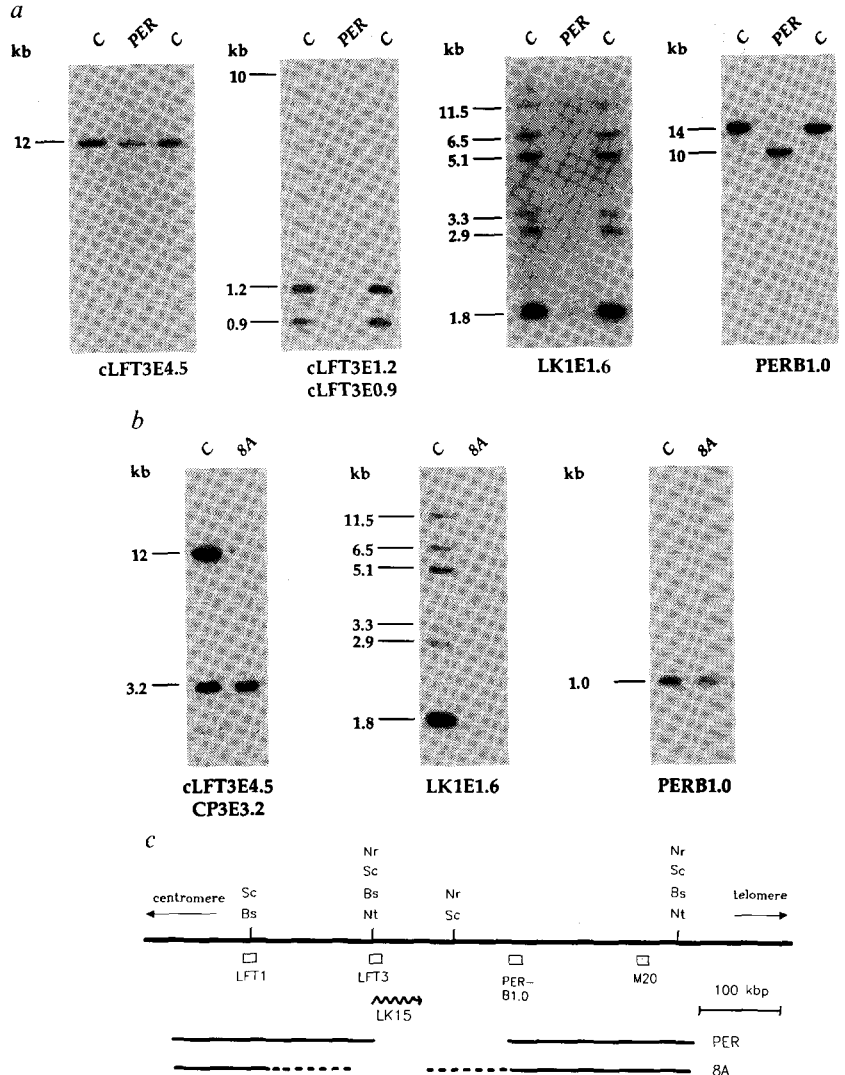 a
C PER C
kb
12
cLFT3E4.5
C PER C
kb
10
1.2
0.9
cLFT3E1.2
cLFT3E0.9
C PER C
kb
11.5
6.5
5.1
3.3
2.9
1.8
LK1E1.6
C PER C
kb
14
10
PERB1.0
b
C 8A
kb
12
3.2
cLFT3E4.5
CP3E3.2
C 8A
kb
11.5
6.5
5.1
3.3
2.9
1.8
LK1E1.6
C 8A
kb
1.0
PERB1.0
c
Nr Nr
Sc Sc
centromere Sc Bs Nr Bs telomere
Bs Nt Sc Nt
LFT1 LFT3 PER-
B1.0 M20
LK15 100 kbp
PER
8A